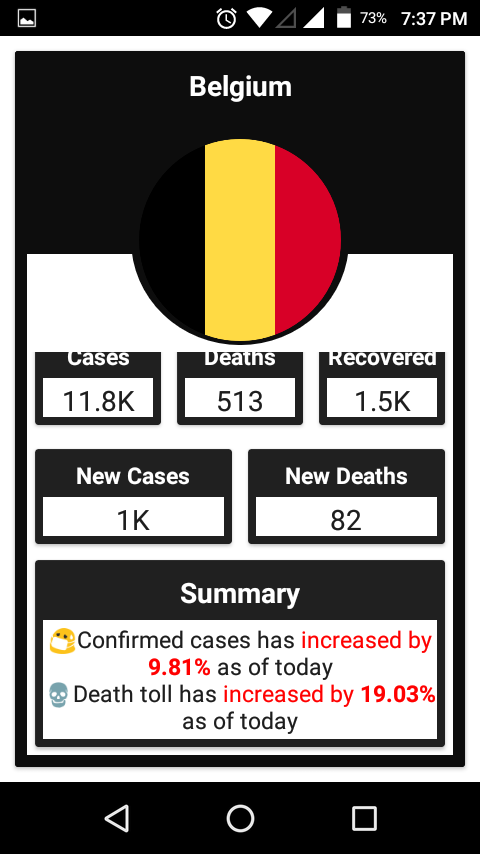 73% 7:37 PM
Belgium
Cases Deaths Recovered
11.8K 513 1.5K
New Cases New Deaths
1K 82
Summary
😷Confirmed cases has increased by
9.81% as of today
💀Death toll has increased by 19.03%
as of today